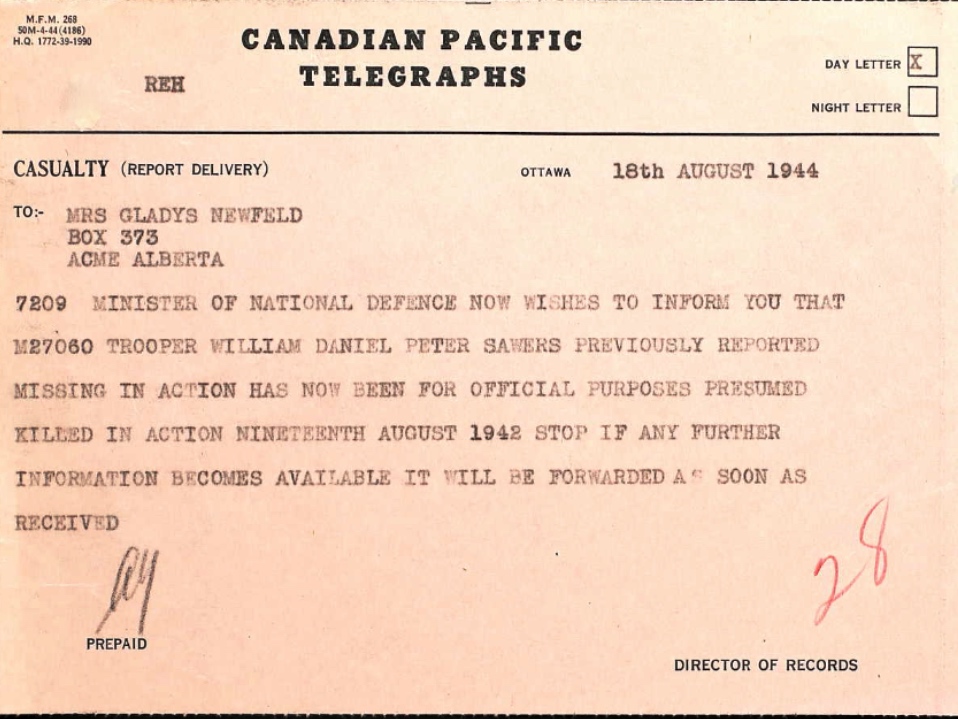 M.F.M. 268
50M-4-44(4186)
H.Q. 1772-39-1990
CANADIAN PACIFIC
TELEGRAPHS
REH
DAY LETTER X
NIGHT LETTER
CASUALTY (REPORT DELIVERY)
OTTAWA 18th AUGUST 1944
TO:- MRS GLADYS NEWFELD
BOX 373
ACME ALBERTA
7209 MINISTER OF NATIONAL DEFENCE NOW WISHES TO INFORM YOU THAT
M27060 TROOPER WILLIAM DANIEL PETER SAWERS PREVIOUSLY REPORTED
MISSING IN ACTION HAS NOW BEEN FOR OFFICIAL PURPOSES PRESUMED
KILLED IN ACTION NINETEENTH AUGUST 1942 STOP IF ANY FURTHER
INFORMATION BECOMES AVAILABLE IT WILL BE FORWARDED AS SOON AS
RECEIVED
28
PREPAID
DIRECTOR OF RECORDS